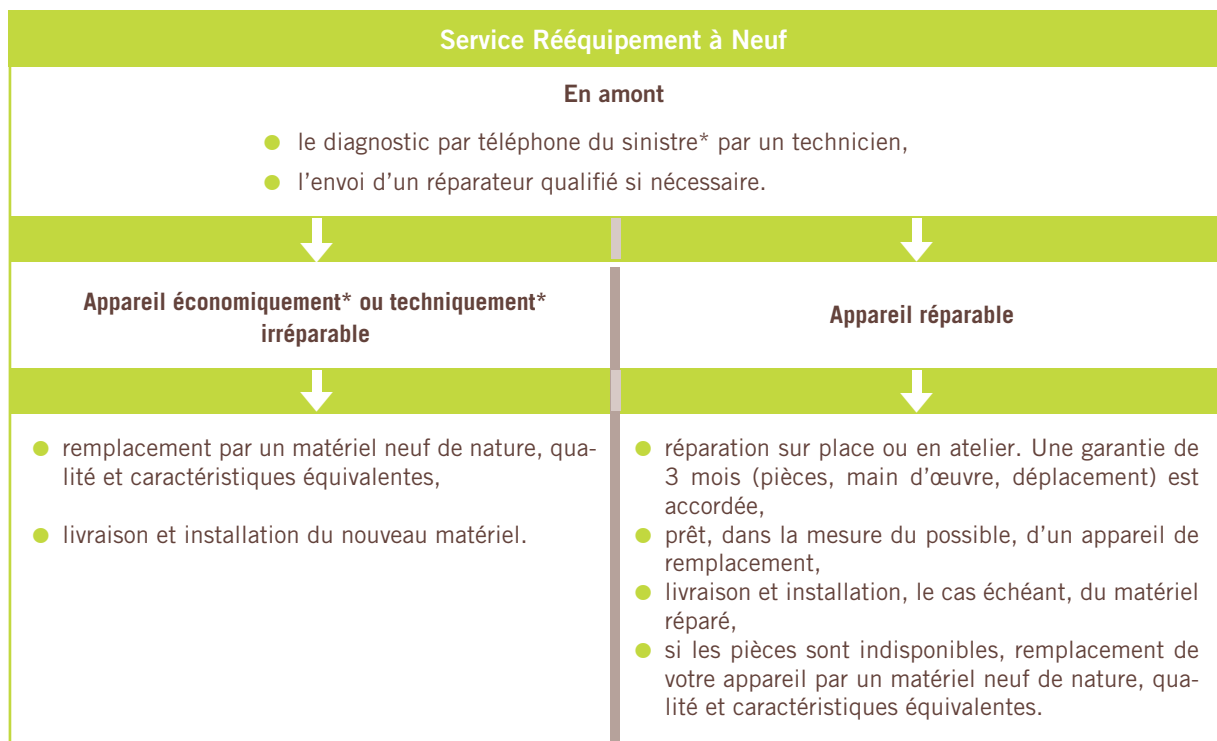 Service Rééquipement à Neuf
En amont
● le diagnostic par téléphone du sinistre* par un technicien,
● l'envoi d'un réparateur qualifié si nécessaire.
Appareil économiquement* ou techniquement*
irréparable
Appareil réparable
● remplacement par un matériel neuf de nature, qua-
lité et caractéristiques équivalentes,
● livraison et installation du nouveau matériel.
● réparation sur place ou en atelier. Une garantie de
3 mois (pièces, main d'œuvre, déplacement) est
accordée,
● prêt, dans la mesure du possible, d'un appareil de
remplacement,
● livraison et installation, le cas échéant, du matériel
réparé,
● si les pièces sont indisponibles, remplacement de
votre appareil par un matériel neuf de nature, qua-
lité et caractéristiques équivalentes.